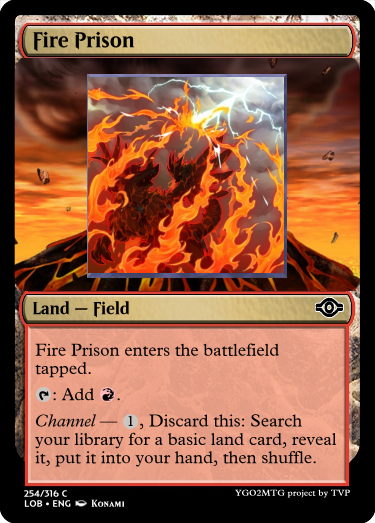 Fire Prison
Land — Field
Fire Prison enters the battlefield
tapped.
: Add .
Channel — 1, Discard this: Search
your library for a basic land card, reveal
it, put it into your hand, then shuffle.
254/316 C
LOB • ENG Konami
YGO2MTG project by TVP